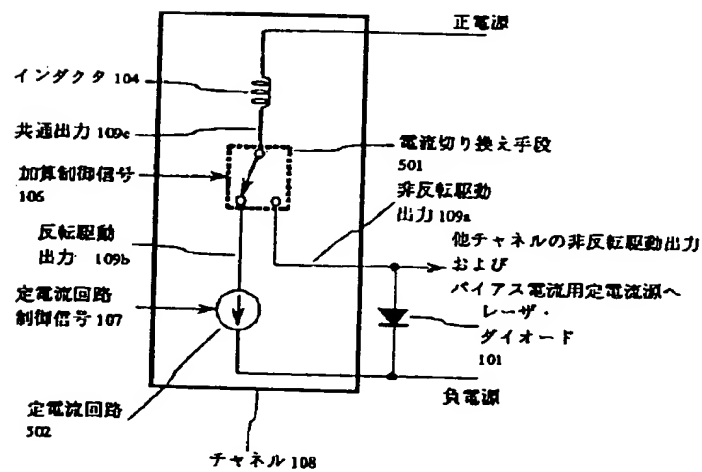 正電源
インダクタ 104
共通出力 109c
電流切り換え手段
501
加算制御信号
106
非反転駆動
出力 109a
反転駆動
出力 109b
他チャネルの非反転駆動出力
および
バイアス電流用定電流源へ
定電流回路
制御信号 107
レーザ・
ダイオード
101
負電源
定電流回路
502
チャネル 108